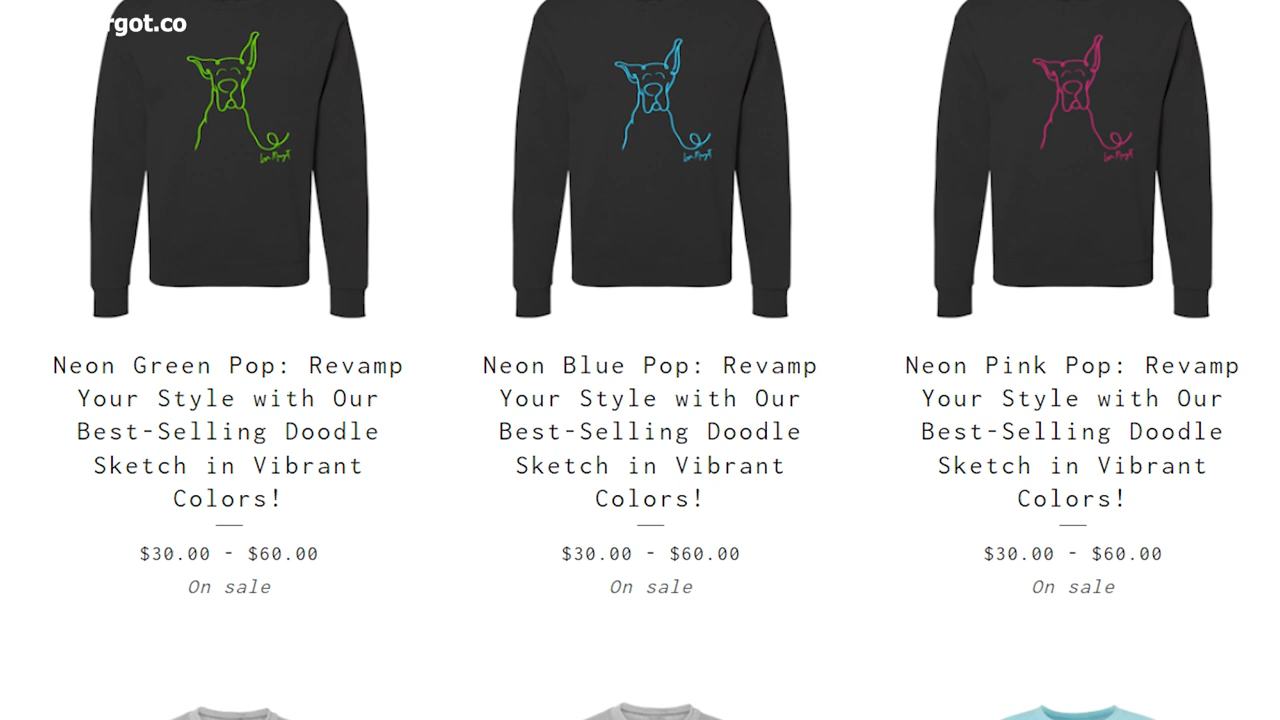 rgot.co
Neon Green Pop: Revamp
Your Style with Our
Best-Selling Doodle
Sketch in Vibrant
Colors!
$30.00 - $60.00
On sale
Neon Blue Pop: Revamp
Your Style with Our
Best-Selling Doodle
Sketch in Vibrant
Colors!
$30.00 - $60.00
On sale
Neon Pink Pop: Revamp
Your Style with Our
Best-Selling Doodle
Sketch in Vibrant
Colors!
$30.00 - $60.00
On sale